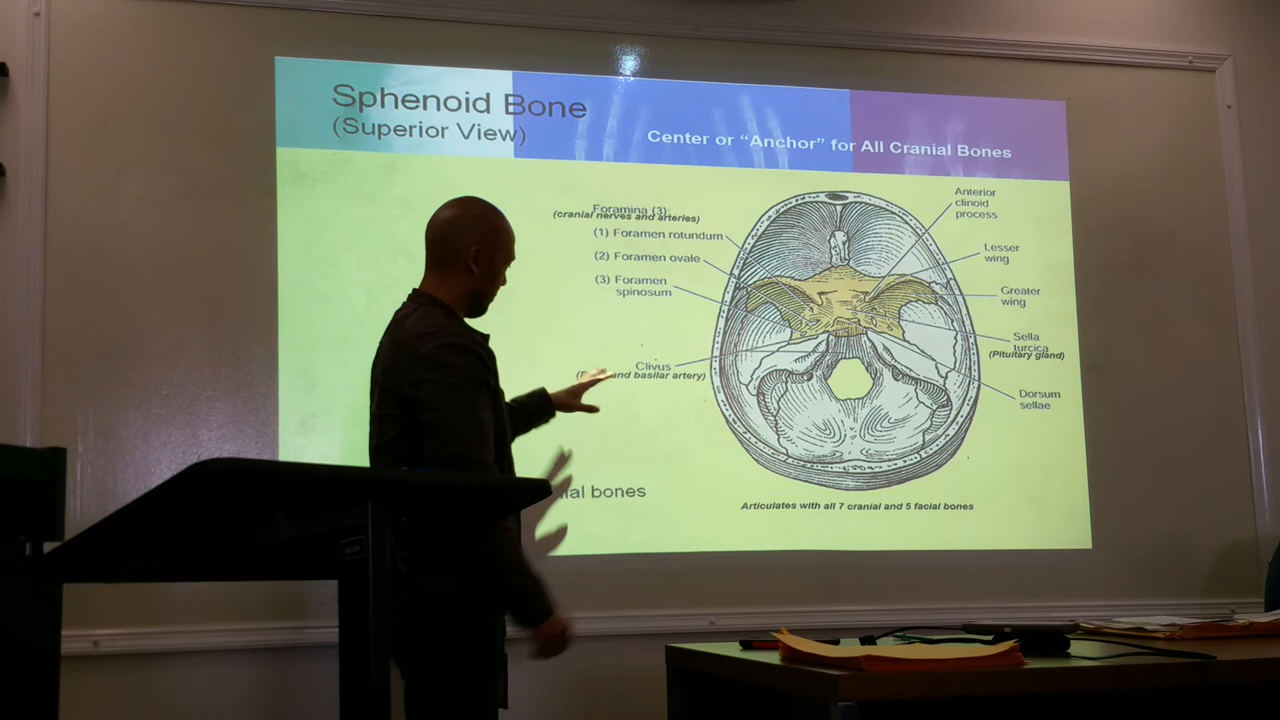 Sphenoid Bone
(Superior View)
Center or “Anchor” for All Cranial Bones
Foramina (3):
(cranial nerves and arteries)
(1) Foramen rotundum
(2) Foramen ovale
(3) Foramen
spinosum
Clivus
and basilar artery)
bones
Anterior
clinoid
process
Lesser
wing
Greater
wing
Sella
turcica
(Pituitary gland)
Dorsum
sellae
Articulates with all 7 cranial and 5 facial bones